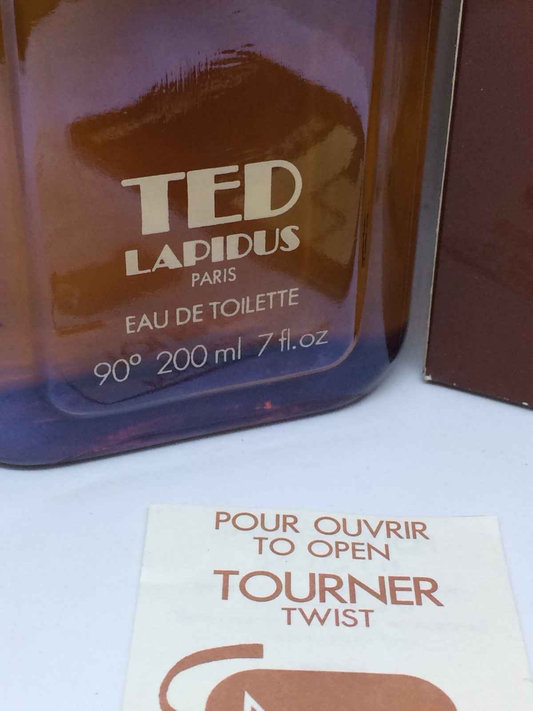 TED
LAPIDUS
PARIS
EAU DE TOILETTE
90° 200 ml 7 fl.oz
POUR OUVRIR
TO OPEN
TOURNER
TWIST